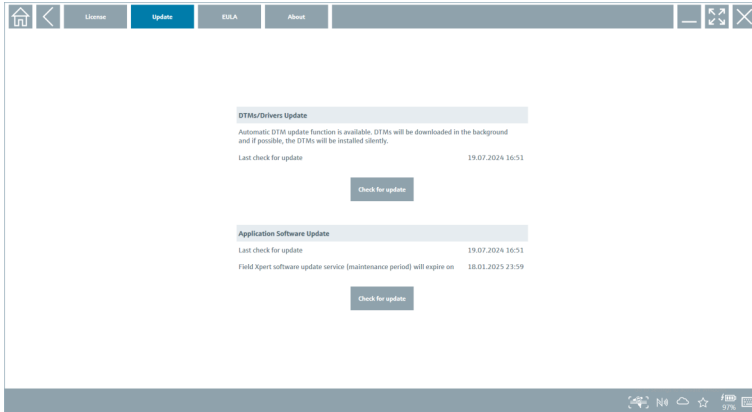 License
Update
EULA
About
DTMs/Drivers Update
Automatic DTM update function is available. DTMs will be downloaded in the background
and if possible, the DTMs will be installed silently.
Last check for update 19.07.2024 16:51
Check for update
Application Software Update
Last check for update 19.07.2024 16:51
Field Xpert software update service (maintenance period) will expire on 18.01.2025 23:59
Check for update
97%